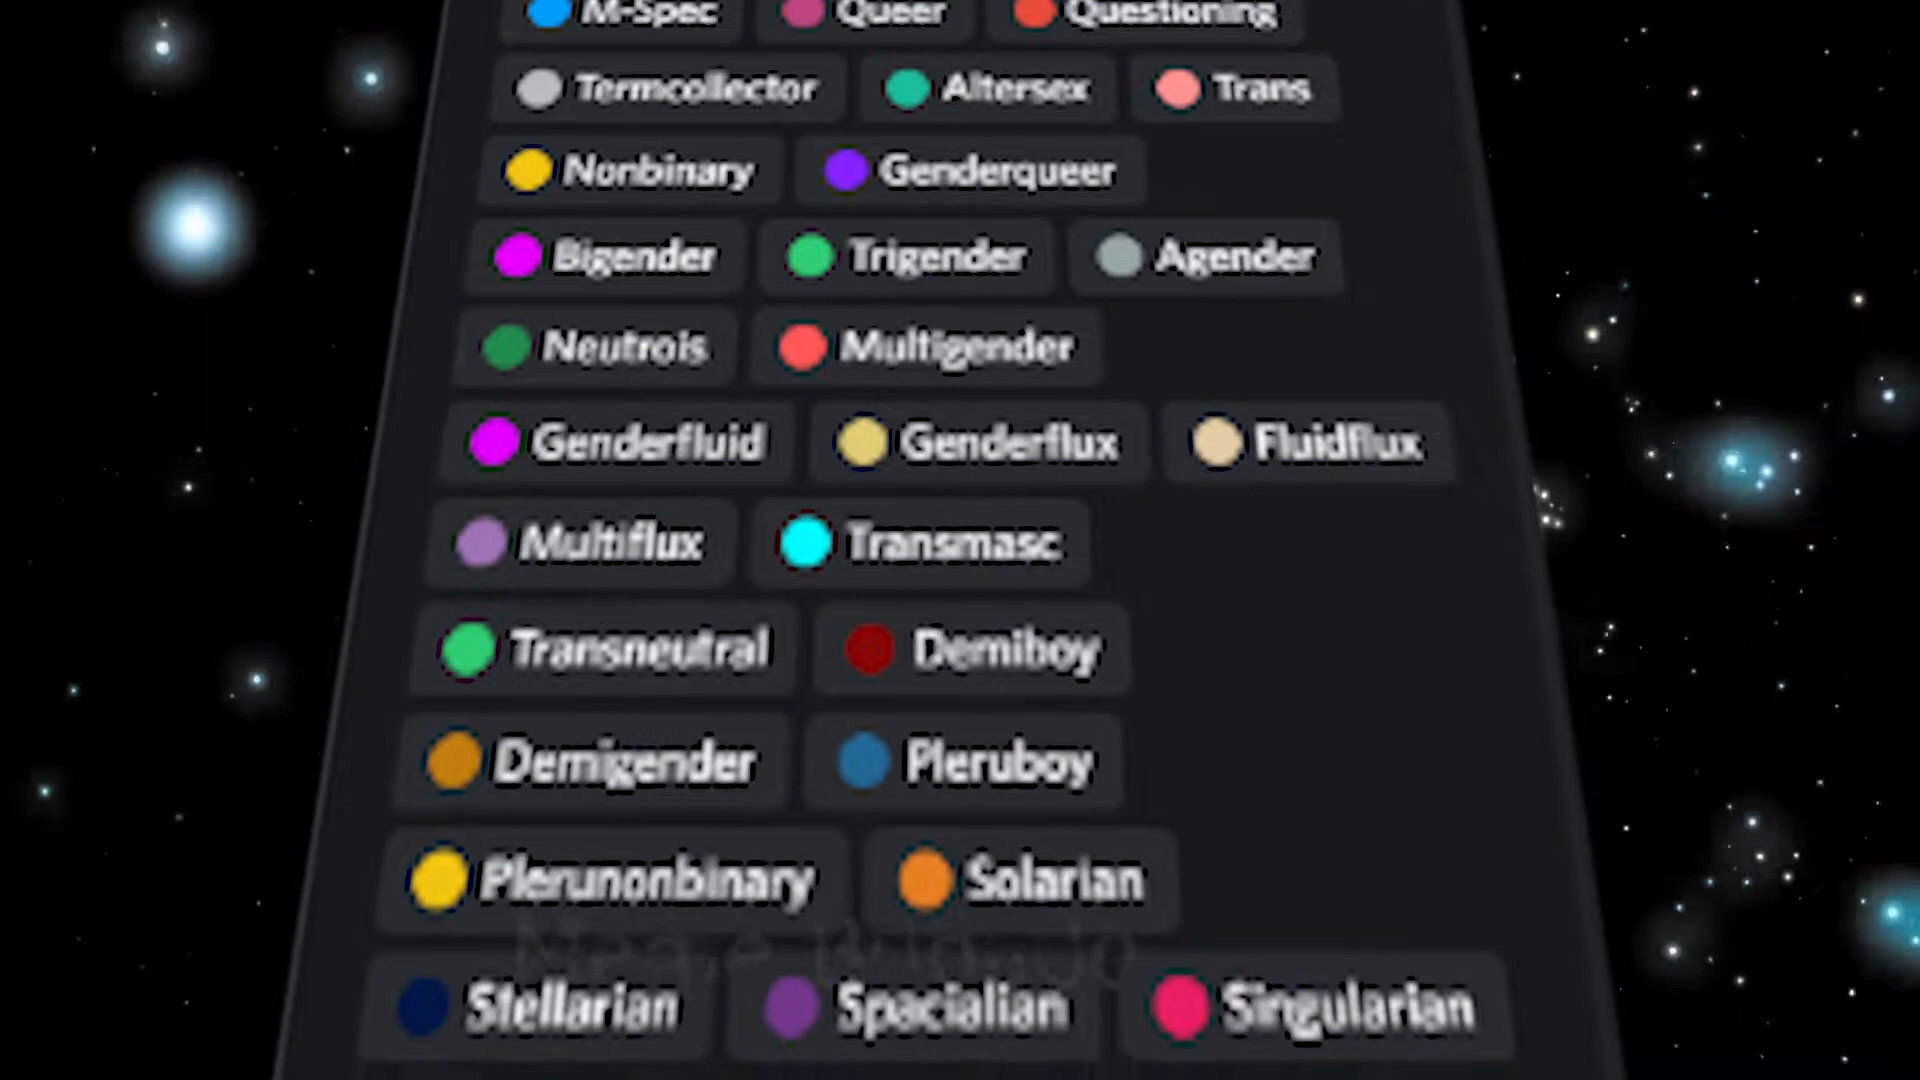 M-Spec Queer Questioning
Termcollector Altersex Trans
Nonbinary Genderqueer
Bigender Trigender Agender
Neutrois Multigender
Genderfluid Genderflux Fluidflux
Multiflux Transmasc
Transneutral Demiboy
Demigender Pleruboy
Plerunonbinary Solarian
Stellarian Spacialian Singularian